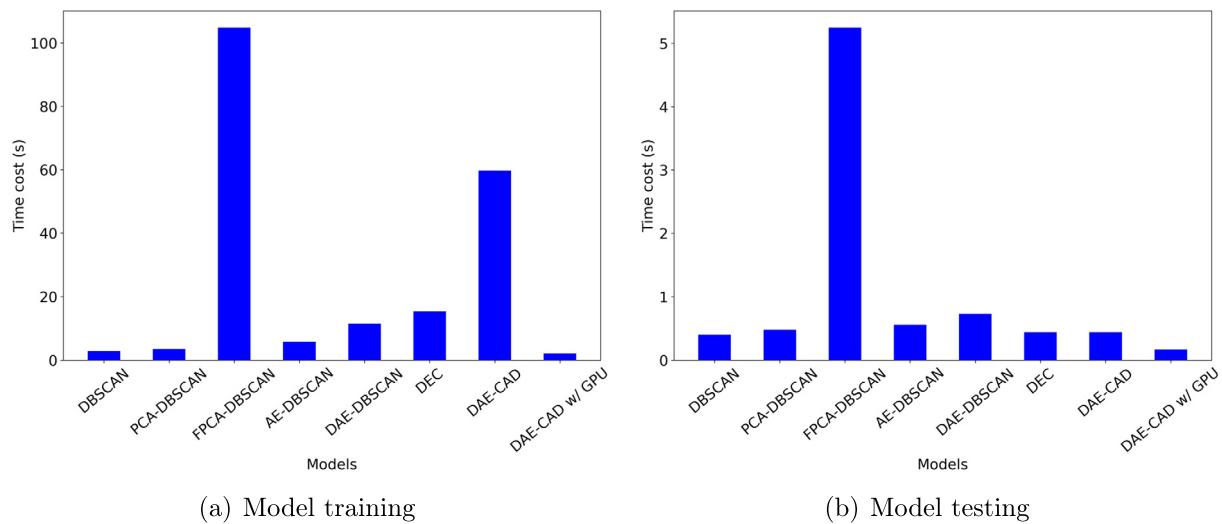 100
80
60
40
20
0
Time cost (s)
DBSCAN
PCA-DBSCAN
FPCA-DBSCAN
AE-DBSCAN
DAE-DBSCAN
DEC
DAE-CAD
DAE-CAD w/ GPU
Models
(a) Model training
5
4
3
2
1
0
Time cost (s)
DBSCAN
PCA-DBSCAN
FPCA-DBSCAN
AE-DBSCAN
DAE-DBSCAN
DEC
DAE-CAD
DAE-CAD w/ GPU
Models
(b) Model testing